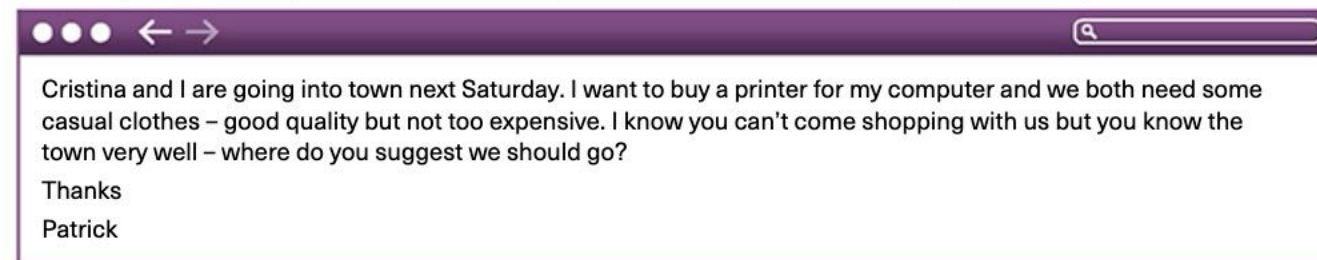 Cristina and I are going into town next Saturday. I want to buy a printer for my computer and we both need some
casual clothes – good quality but not too expensive. I know you can't come shopping with us but you know the
town very well – where do you suggest we should go?
Thanks
Patrick